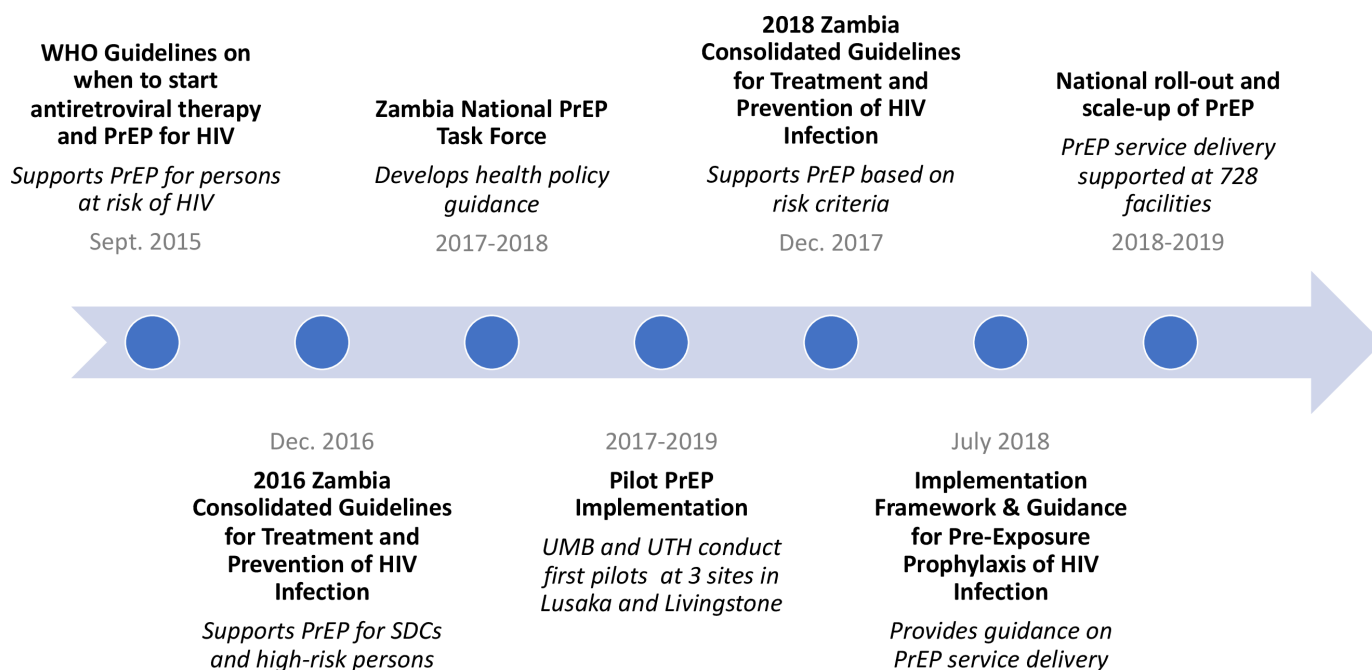 WHO Guidelines on
when to start
antiretroviral therapy
and PrEP for HIV
Supports PrEP for persons
at risk of HIV
Sept. 2015
Zambia National PrEP
Task Force
Develops health policy
guidance
2017-2018
2018 Zambia
Consolidated Guidelines
for Treatment and
Prevention of HIV
Infection
Supports PrEP based on
risk criteria
Dec. 2017
National roll-out and
scale-up of PrEP
PrEP service delivery
supported at 728
facilities
2018-2019
Dec. 2016
2016 Zambia
Consolidated Guidelines
for Treatment and
Prevention of HIV
Infection
Supports PrEP for SDCs
and high-risk persons
2017-2019
Pilot PrEP
Implementation
UMB and UTH conduct
first pilots  at 3 sites in
Lusaka and Livingstone
July 2018
Implementation
Framework & Guidance
for Pre-Exposure
Prophylaxis of HIV
Infection
Provides guidance on
PrEP service delivery